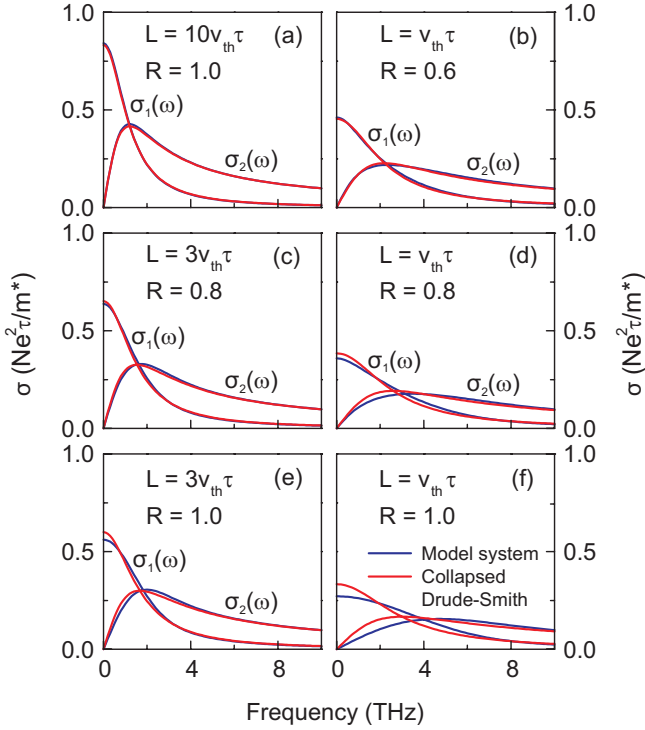 L = 10v_thτ (a)
R = 1.0
σ₁(ω)
σ₂(ω)
L = v_thτ (b)
R = 0.6
σ₁(ω)
σ₂(ω)
1.0
0.5
0.0
1.0
0.5
0.0
L = 3v_thτ (c)
R = 0.8
σ₁(ω)
σ₂(ω)
L = v_thτ (d)
R = 0.8
σ₁(ω)
σ₂(ω)
1.0
0.5
0.0
1.0
0.5
0.0
σ (Ne²τ/m*)
σ (Ne²τ/m*)
L = 3v_thτ (e)
R = 1.0
σ₁(ω)
σ₂(ω)
L = v_thτ (f)
R = 1.0
Model system
Collapsed
Drude-Smith
1.0
0.5
0.0
1.0
0.5
0.0
0 4 8
0 4 8
Frequency (THz)